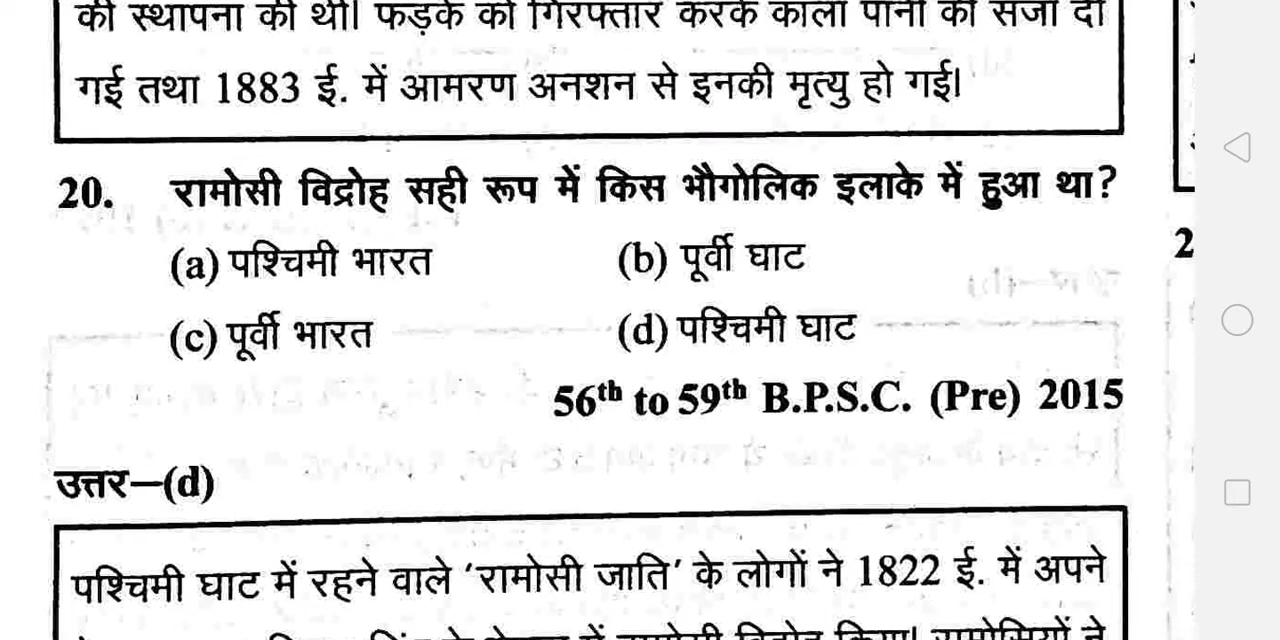 की स्थापना की थी। फड़के को गिरफ्तार करके काला पानी की सजा दी
गई तथा 1883 ई. में आमरण अनशन से इनकी मृत्यु हो गई।
20. रामोसी विद्रोह सही रूप में किस भौगोलिक इलाके में हुआ था?
(a) पश्चिमी भारत (b) पूर्वी घाट
(c) पूर्वी भारत (d) पश्चिमी घाट
56th to 59th B.P.S.C. (Pre) 2015
उत्तर—(d)
पश्चिमी घाट में रहने वाले ‘रामोसी जाति’ के लोगों ने 1822 ई. में अपने
के नेतृत्व में रामोसी विद्रोह किया। रामोसियों ने
2